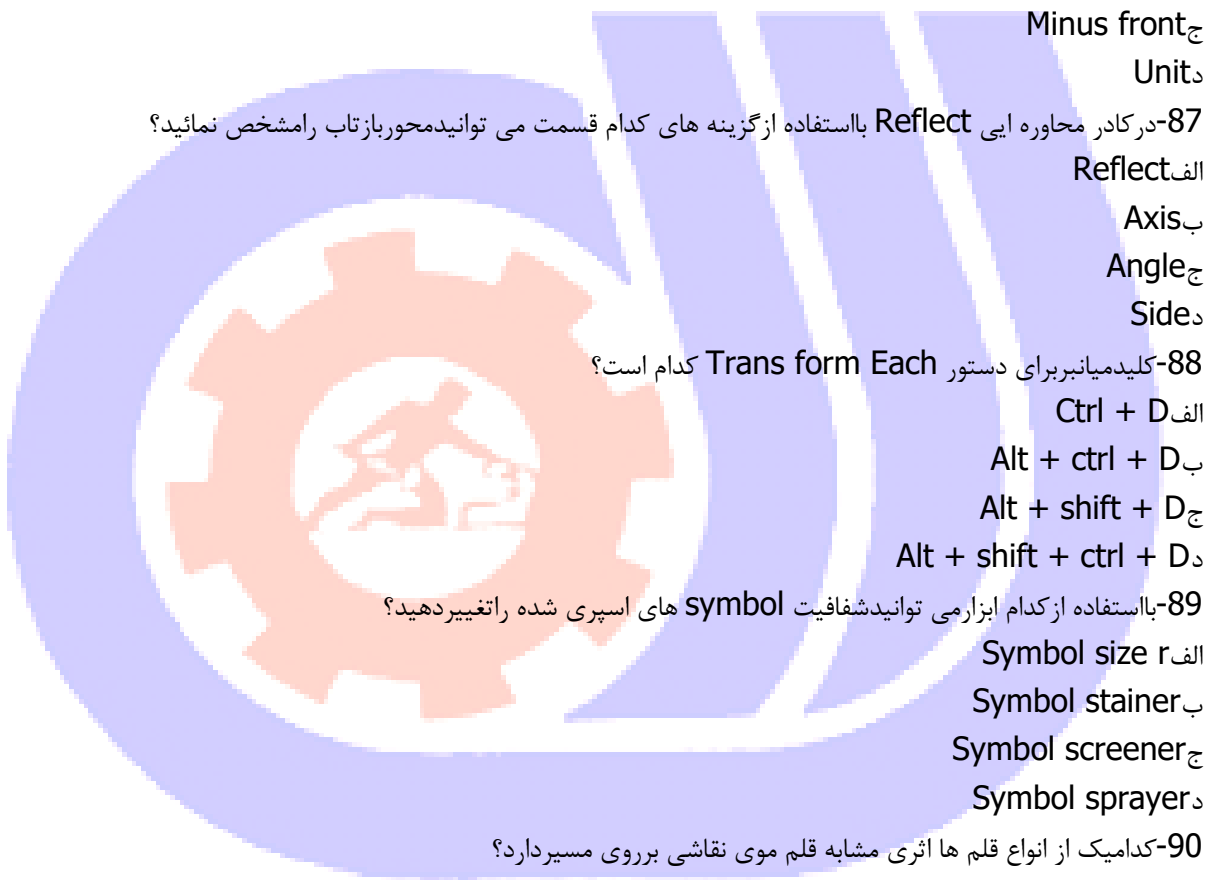 جMinus front
دUnit
87-درکادر محاوره ایی Reflect بااستفاده ازگزینه های کدام قسمت می توانیدمحوربازتاب رامشخص نمائید؟
الفReflect
بAxis
جAngle
دSide
88-کلیدمیانبربرای دستور Trans form Each کدام است؟
الفCtrl + D
بAlt + ctrl + D
جAlt + shift + D
دAlt + shift + ctrl + D
89-بااستفاده ازکدام ابزارمی توانیدشفافیت symbol های اسپری شده راتغییردهید؟
الفSymbol size r
بSymbol stainer
جSymbol screener
دSymbol sprayer
90-کدامیک از انواع قلم ها اثری مشابه قلم موی نقاشی برروی مسیردارد؟